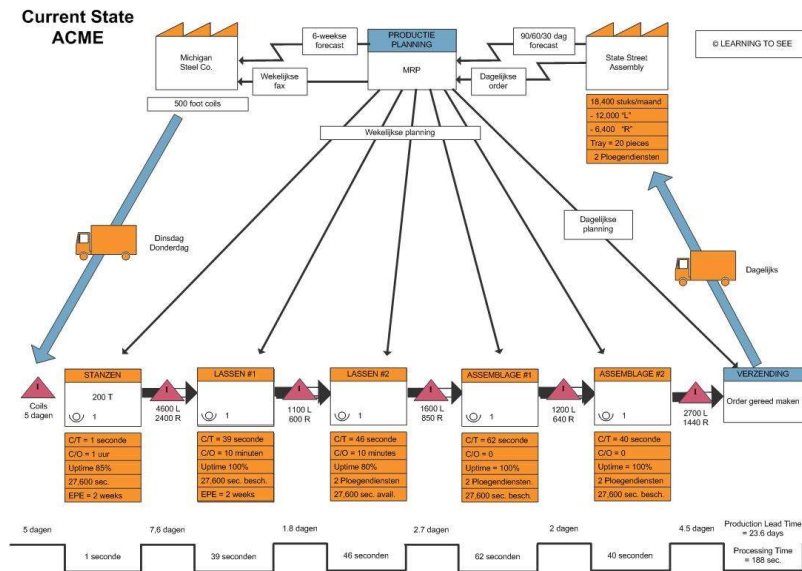 Current State
ACME
Michigan
Steel Co.
6-weekse
forecast
PRODUCTIE
PLANNING
MRP
90/60/30 dag
forecast
State Street
Assembly
© LEARNING TO SEE
Wekelijkse
fax
Dagelijkse
order
500 foot coils
18,400 stuks/maand
- 12,000 "L"
- 6,400 "R"
Tray = 20 pieces
2 Ploegendiensten
Wekelijkse planning
Dagelijkse
planning
Dinsdag
Donderdag
Dagelijks
I
Coils
5 dagen
STANZEN
200 T
1
C/T = 1 seconde
C/O = 1 uur
Uptime 85%
27,600 sec.
EPE = 2 weeks
I
4600 L
2400 R
LASSEN #1
1
C/T = 39 seconde
C/O = 10 minuten
Uptime 100%
27,600 sec. besch.
EPE = 2 weeks
I
1100 L
600 R
LASSEN #2
1
C/T = 46 seconde
C/O = 10 minutes
Uptime 80%
2 Ploegendiensten
27,600 sec. avail.
I
1600 L
850 R
ASSEMBLAGE #1
1
C/T = 62 seconde
C/O = 0
Uptime = 100%
2 Ploegendiensten
27,600 sec. besch.
I
1200 L
640 R
ASSEMBLAGE #2
1
C/T = 40 seconde
C/O = 0
Uptime = 100%
2 Ploegendiensten
27,600 sec. besch.
I
2700 L
1440 R
VERZENDING
Order gereed maken
5 dagen
7,6 dagen
1.8 dagen
2.7 dagen
2 dagen
4.5 dagen
Production Lead Time
= 23.6 days
1 seconde
39 seconden
46 seconden
62 seconden
40 seconden
Processing Time
= 188 sec.